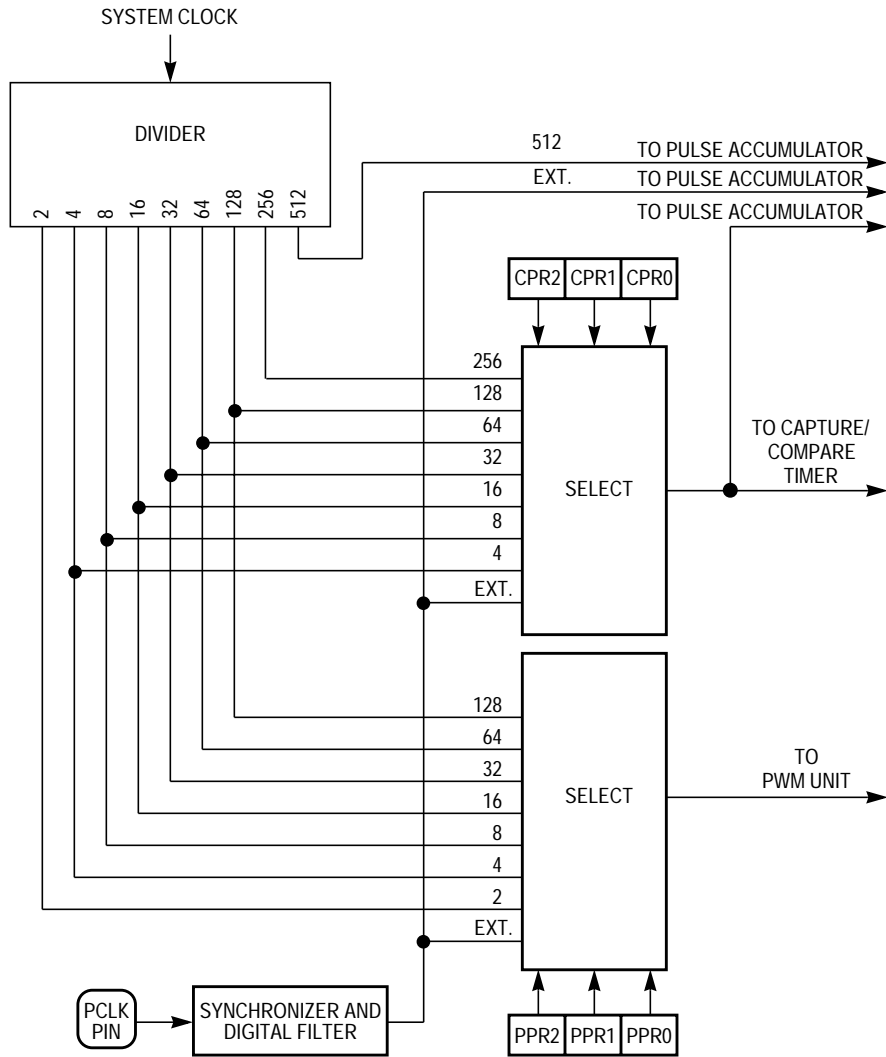 SYSTEM CLOCK
DIVIDER
2 4 8 16 32 64 128 256 512
512 TO PULSE ACCUMULATOR
EXT. TO PULSE ACCUMULATOR
TO PULSE ACCUMULATOR
CPR2 CPR1 CPR0
256
128
64
32
16
8
4
EXT.
SELECT
TO CAPTURE/
COMPARE
TIMER
128
64
32
16
8
4
2
EXT.
SELECT
TO
PWM UNIT
PCLK
PIN
SYNCHRONIZER AND
DIGITAL FILTER
PPR2 PPR1 PPR0